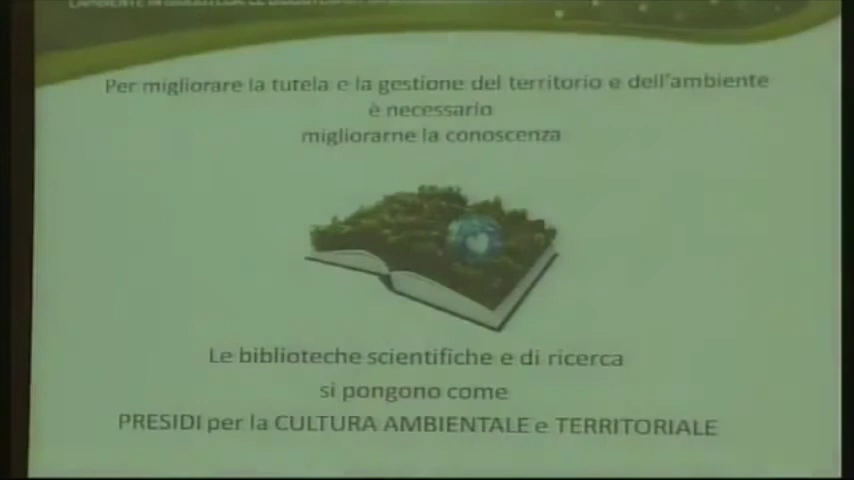 Per migliorare la tutela e la gestione del territorio e dell'ambiente
è necessario
migliorarne la conoscenza
Le biblioteche scientifiche e di ricerca
si pongono come
PRESIDI per la CULTURA AMBIENTALE e TERRITORIALE